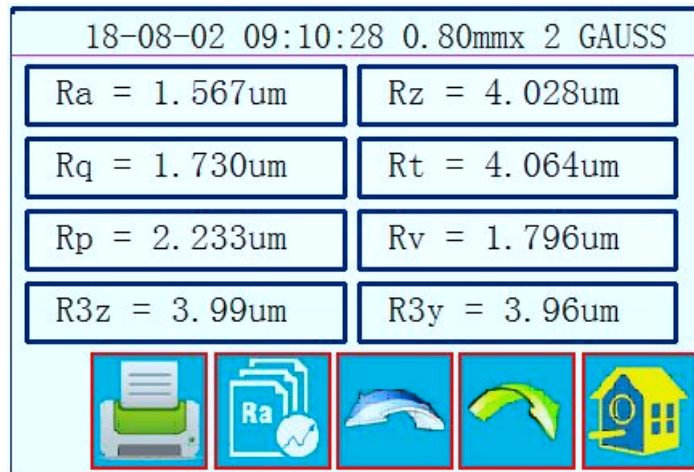 18-08-02 09:10:28 0.80mmx 2 GAUSS
Ra = 1.567um
Rz = 4.028um
Rq = 1.730um
Rt = 4.064um
Rp = 2.233um
Rv = 1.796um
R3z = 3.99um
R3y = 3.96um
Ra